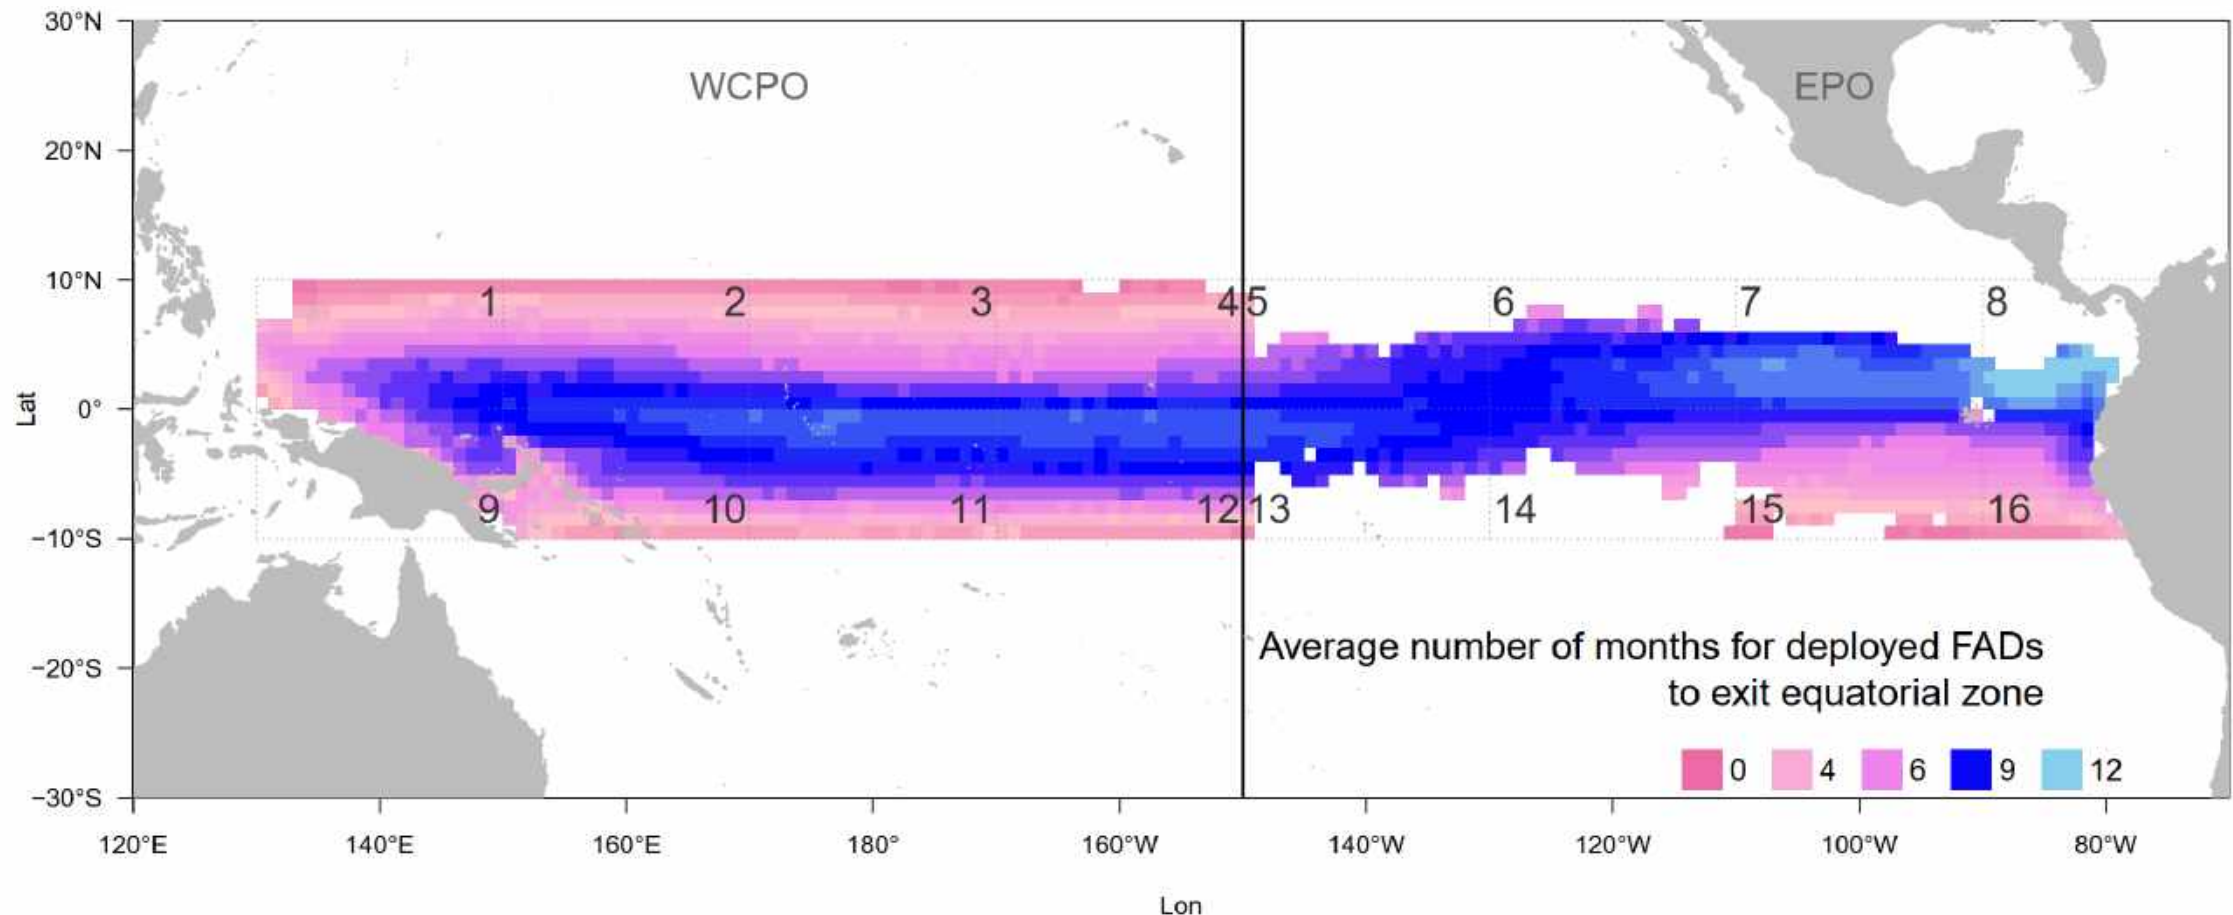 30°N
20°N
10°N
0°
−10°S
−20°S
−30°S
Lat
WCPO
EPO
1
2
3
4
5
6
7
8
9
10
11
12
13
14
15
16
Average number of months for deployed FADs
to exit equatorial zone
0 4 6 9 12
120°E 140°E 160°E 180° 160°W 140°W 120°W 100°W 80°W
Lon